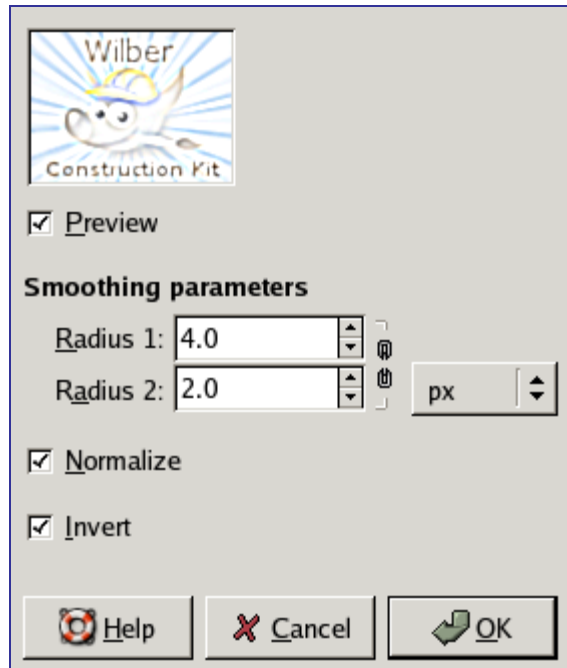 Wilber
Construction Kit
Preview
Smoothing parameters
Radius 1: 4.0
Radius 2: 2.0
px
Normalize
Invert
Help Cancel OK